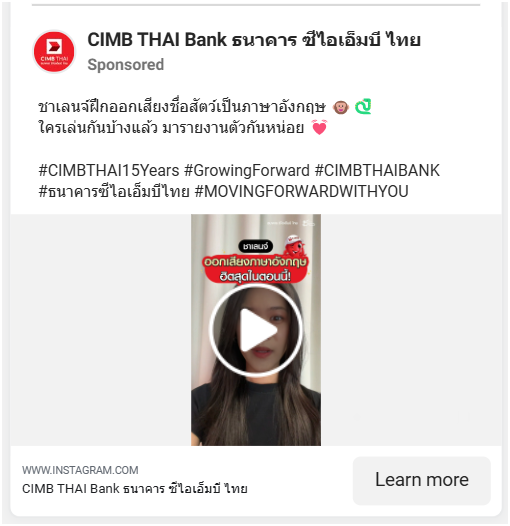 CIMB THAI Bank ธนาคาร ซีไอเอ็มบี ไทย
CIMB THAI
Sponsored
ชาเลนจ์ฝึกออกเสียงชื่อสัตว์เป็นภาษาอังกฤษ 🐵 🐍
ใครเล่นกันบ้างแล้ว มารายงานตัวกันหน่อย 💓
#CIMBTHAI15Years #GrowingForward #CIMBTHAIBANK
#ธนาคารซีไอเอ็มบีไทย #MOVINGFORWARDWITHYOU
ชาเลนจ์
ออกเสียงภาษาอังกฤษ
ฮิตสุดในตอนนี้!
WWW.INSTAGRAM.COM
CIMB THAI Bank ธนาคาร ซีไอเอ็มบี ไทย
Learn more